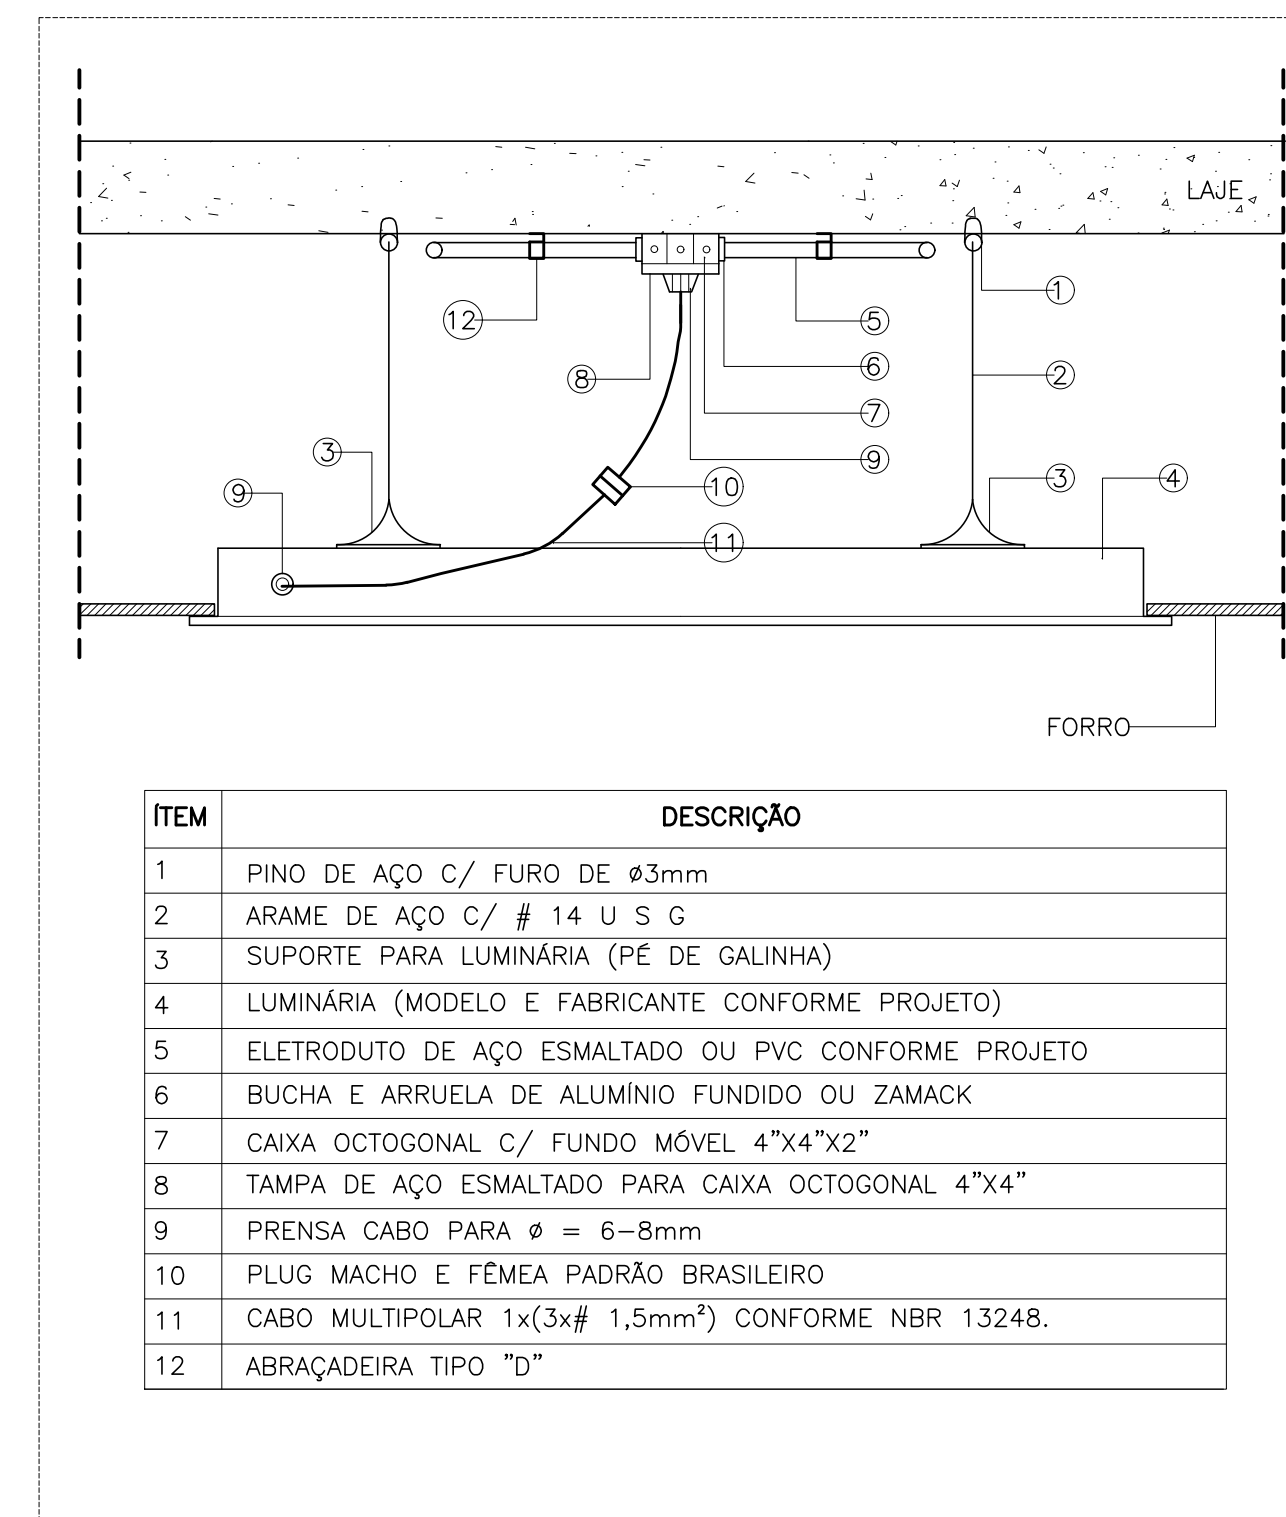 LAJE
1
12
5
6
2
8
7
3
9
3
4
10
9
11
FORRO
ÍTEM DESCRIÇÃO
1 PINO DE AÇO C/ FURO DE ø3mm
2 ARAME DE AÇO C/ # 14 U S G
3 SUPORTE PARA LUMINÁRIA (PÉ DE GALINHA)
4 LUMINÁRIA (MODELO E FABRICANTE CONFORME PROJETO)
5 ELETRODUTO DE AÇO ESMALTADO OU PVC CONFORME PROJETO
6 BUCHA E ARRUELA DE ALUMÍNIO FUNDIDO OU ZAMACK
7 CAIXA OCTOGONAL C/ FUNDO MÓVEL 4”X4”X2”
8 TAMPA DE AÇO ESMALTADO PARA CAIXA OCTOGONAL 4”X4”
9 PRENSA CABO PARA ø = 6-8mm
10 PLUG MACHO E FÊMEA PADRÃO BRASILEIRO
11 CABO MULTIPOLAR 1x(3x# 1,5mm²) CONFORME NBR 13248.
12 ABRAÇADEIRA TIPO ”D”